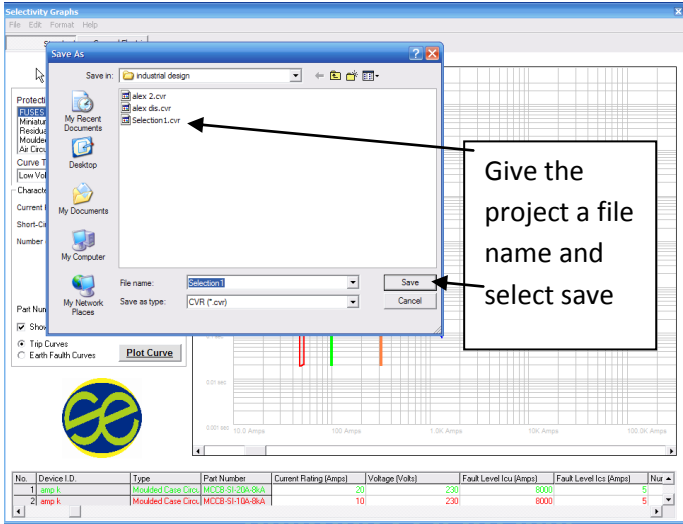 Selectivity Graphs
File Edit Format Help
Save As
Save in:
industrial design
alex 2.cvr
alex dis.cvr
Selection1.cvr
My Recent
Documents
Desktop
My Documents
My Computer
My Network
Places
File name:
Selection1
Save
Save as type:
CVR (*.cvr)
Cancel
Give the
project a file
name and
select save
FUSES
Trip Curves
Earth Faulth Curves
Plot Curve
0.01 sec
0.001 sec
10.0 Amps
100 Amps
1.0K Amps
10K Amps
100.0K Amps
No. Device I.D. Type Part Number Current Rating (Amps) Voltage (Volts) Fault Level Icu (Amps) Fault Level Ics (Amps)
1 amp k Moulded Case Circu MCCB-SI-20A-8kA 20 230 8000 5
2 amp k Moulded Case Circu MCCB-SI-10A-8kA 10 230 8000 5